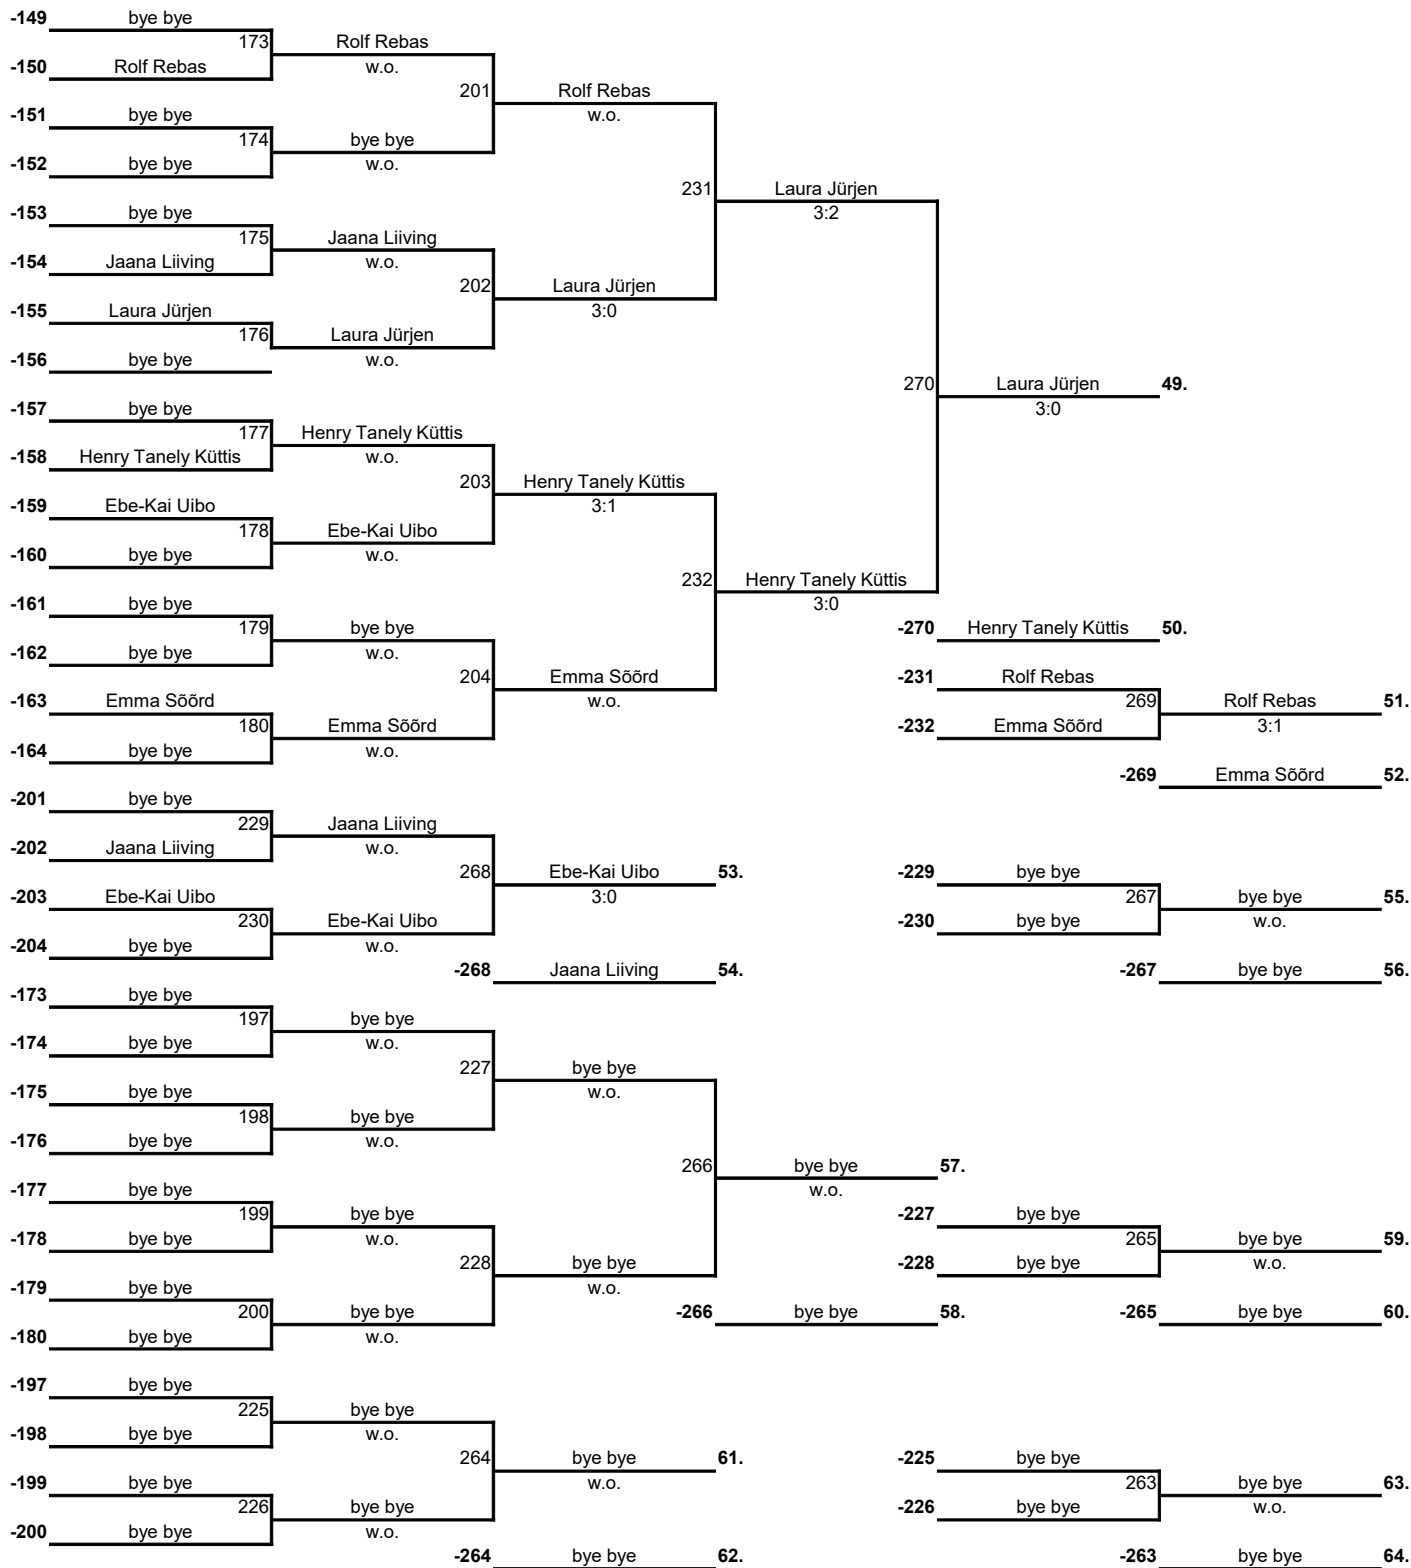 -149 bye bye
173 Rolf Rebas
-150 Rolf Rebas w.o.
201 Rolf Rebas
-151 bye bye w.o.
174 bye bye
-152 bye bye w.o.
231 Laura Jürjen
-153 bye bye 3:2
175 Jaana Liiving
-154 Jaana Liiving w.o.
202 Laura Jürjen
-155 Laura Jürjen 3:0
176 Laura Jürjen
-156 bye bye w.o.
270 Laura Jürjen 49.
-157 bye bye 3:0
177 Henry Tanely Küttis
-158 Henry Tanely Küttis w.o.
203 Henry Tanely Küttis
-159 Ebe-Kai Uibo 3:1
178 Ebe-Kai Uibo
-160 bye bye w.o.
232 Henry Tanely Küttis
-161 bye bye 3:0
179 bye bye -270 Henry Tanely Küttis 50.
-162 bye bye w.o.
204 Emma Sõõrd -231 Rolf Rebas
-163 Emma Sõõrd w.o. 269 Rolf Rebas 51.
180 Emma Sõõrd -232 Emma Sõõrd 3:1
-164 bye bye w.o.
-269 Emma Sõõrd 52.
-201 bye bye
229 Jaana Liiving
-202 Jaana Liiving w.o.
268 Ebe-Kai Uibo 53. -229 bye bye
-203 Ebe-Kai Uibo 3:0 267 bye bye 55.
230 Ebe-Kai Uibo -230 bye bye w.o.
-204 bye bye w.o.
-268 Jaana Liiving 54. -267 bye bye 56.
-173 bye bye
197 bye bye
-174 bye bye w.o.
227 bye bye
-175 bye bye w.o.
198 bye bye
-176 bye bye w.o.
266 bye bye 57.
-177 bye bye w.o.
199 bye bye -227 bye bye
-178 bye bye w.o. 265 bye bye 59.
228 bye bye -228 bye bye w.o.
-179 bye bye w.o.
200 bye bye -266 bye bye 58. -265 bye bye 60.
-180 bye bye w.o.
-197 bye bye
225 bye bye
-198 bye bye w.o.
264 bye bye 61. -225 bye bye
-199 bye bye w.o. 263 bye bye 63.
226 bye bye -226 bye bye w.o.
-200 bye bye w.o.
-264 bye bye 62. -263 bye bye 64.